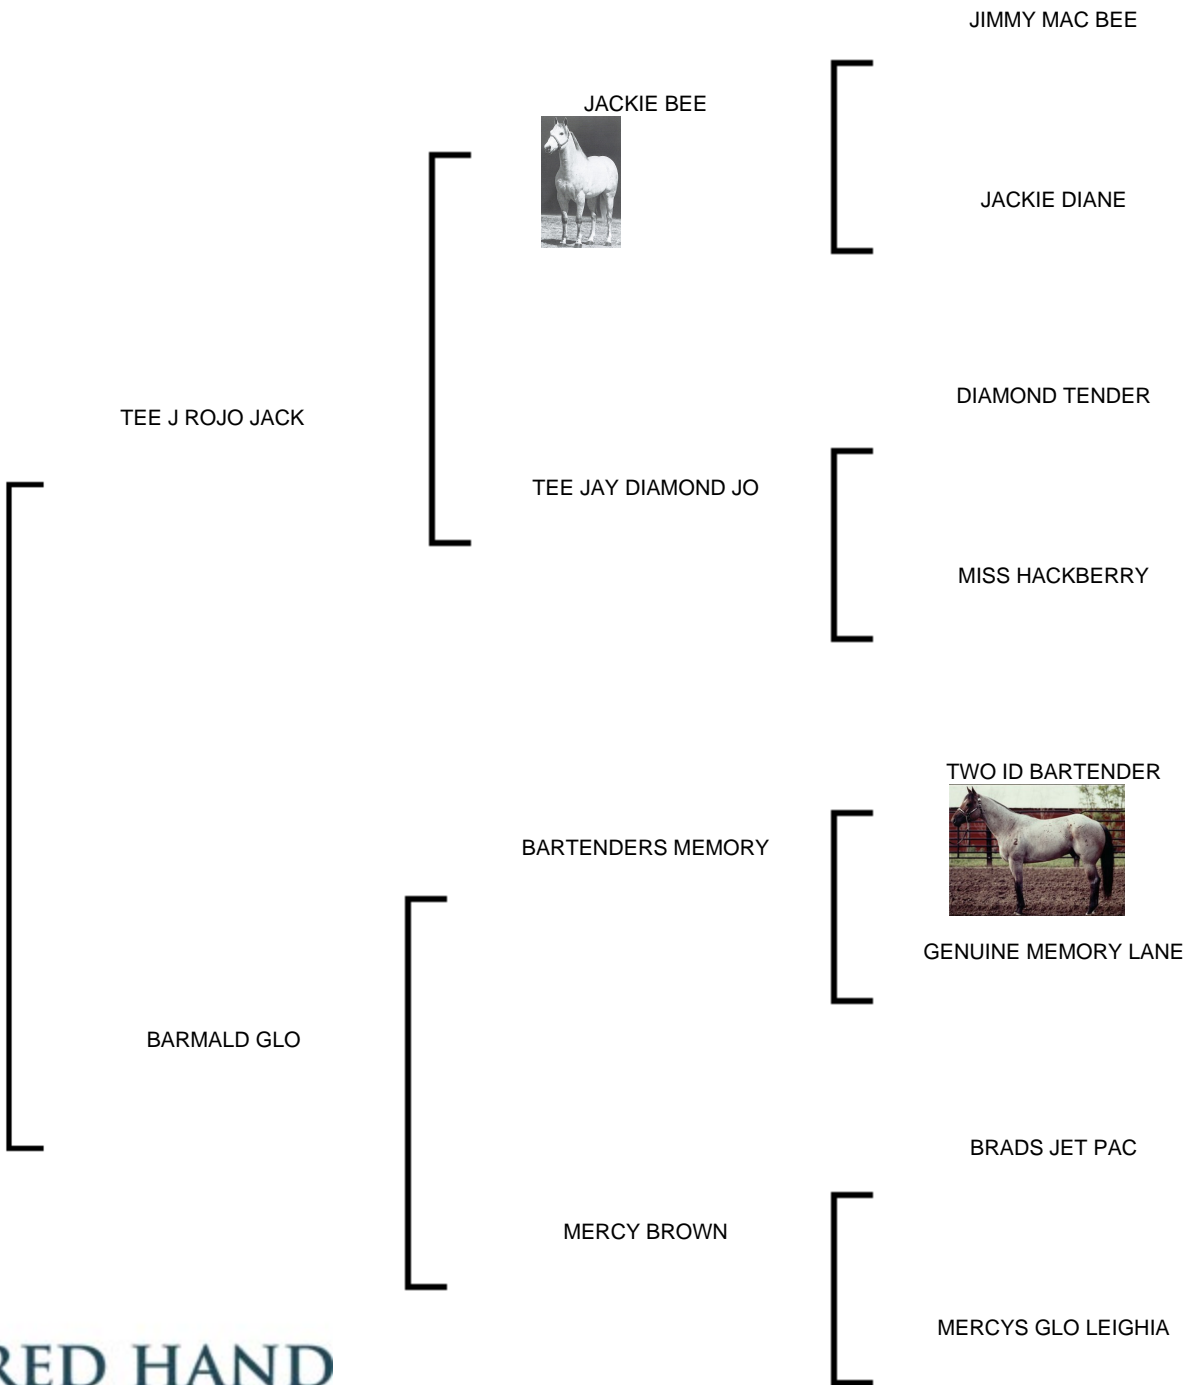 JIMMY MAC BEE
JACKIE BEE
JACKIE DIANE
DIAMOND TENDER
TEE J ROJO JACK
TEE JAY DIAMOND JO
MISS HACKBERRY
TWO ID BARTENDER
BARTENDERS MEMORY
GENUINE MEMORY LANE
BARMALD GLO
BRADS JET PAC
MERCY BROWN
MERCYS GLO LEIGHIA
RED HAND